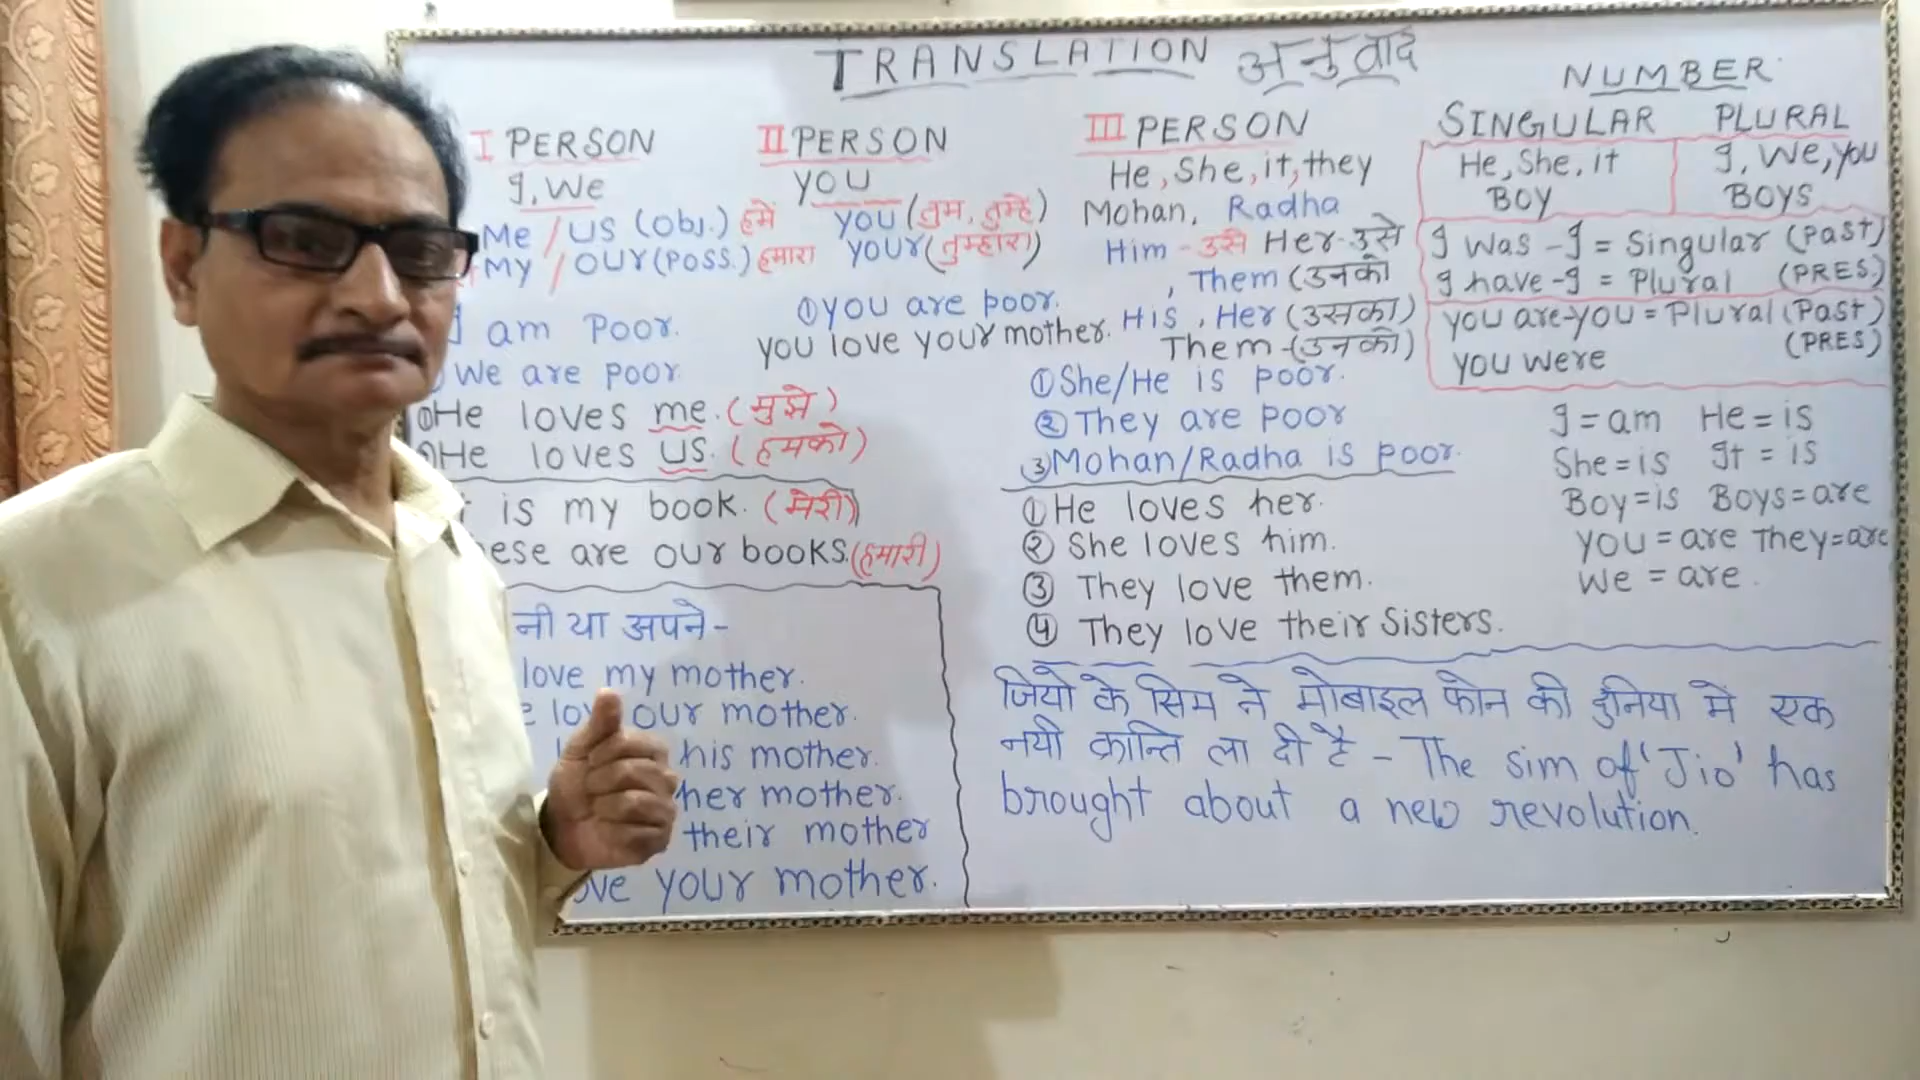 TRANSLATION अनुवाद
I PERSON
I, We
Me / US (Obj.) हमें
My / OUR (POSS.) हमारा
I am Poor.
We are poor.
He loves me. (मुझे)
He loves us. (हमको)
is my book. (मेरी)
ese are our books. (हमारी)
नी या अपने-
love my mother.
our mother.
his mother.
her mother.
their mother
ove your mother.
II PERSON
YOU
you (तुम, तुम्हे)
your (तुम्हारा)
① you are poor.
you love your mother.
III PERSON
He, She, it, they
Mohan, Radha
Him - उसे Her-उसे
, Them (उनको
His, Her (उसका)
Them - (उनको)
① She/He is poor.
② They are poor
③ Mohan/Radha is poor.
① He loves her.
② She loves him.
③ They love them.
④ They love their Sisters.
NUMBER
SINGULAR PLURAL
He, She, it I, We, you
BOY BOYS
I was - I = Singular (Past)
I have - I = Plural (PRES.)
you are-you = Plural (Past)
you were (PRES)
I = am He = is
She = is It = is
Boy = is Boys = are
you = are They = are
We = are.
जियो के सिम ने मोबाइल फोन की दुनिया में एक
नयी क्रान्ति ला दी है - The sim of 'Jio' has
brought about a new revolution.